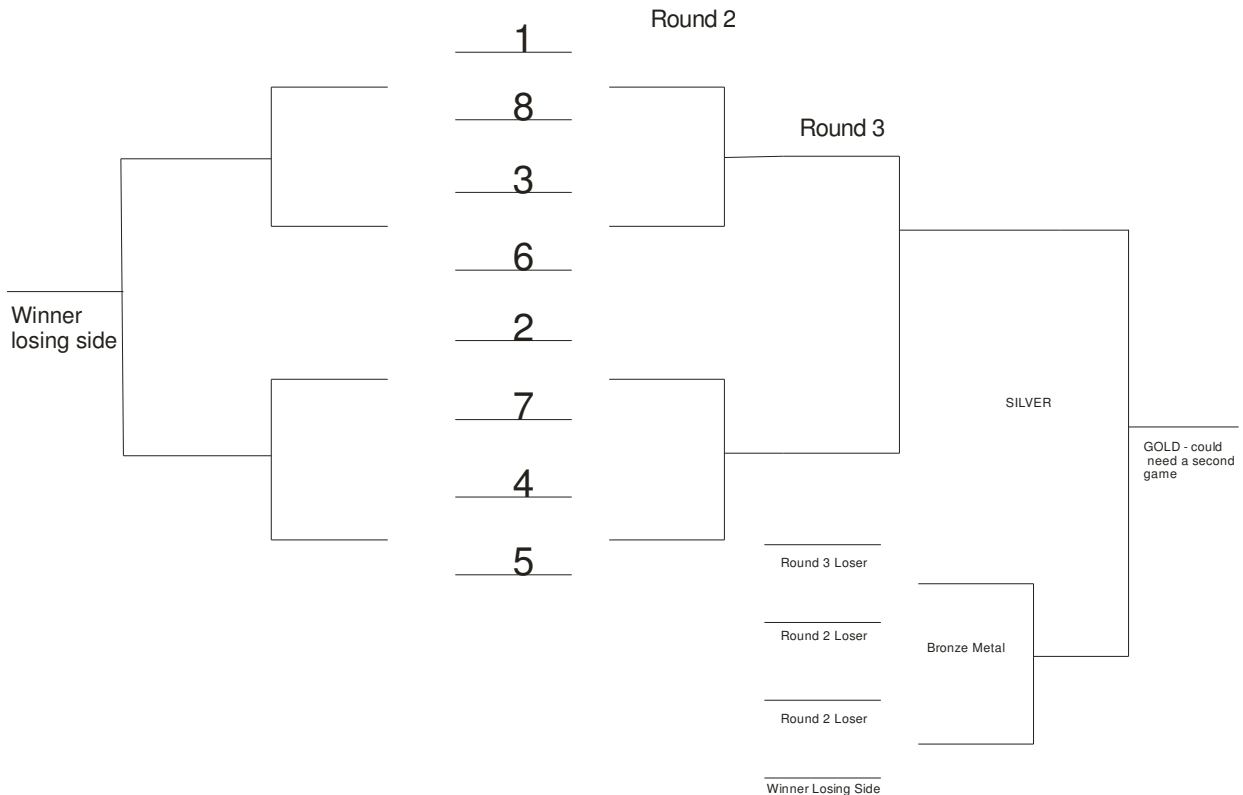 Round 2
1
8
Round 3
3
6
Winner
losing side
2
7
SILVER
GOLD - could
need a second
game
4
5
Round 3 Loser
Round 2 Loser
Bronze Metal
Round 2 Loser
Winner Losing Side